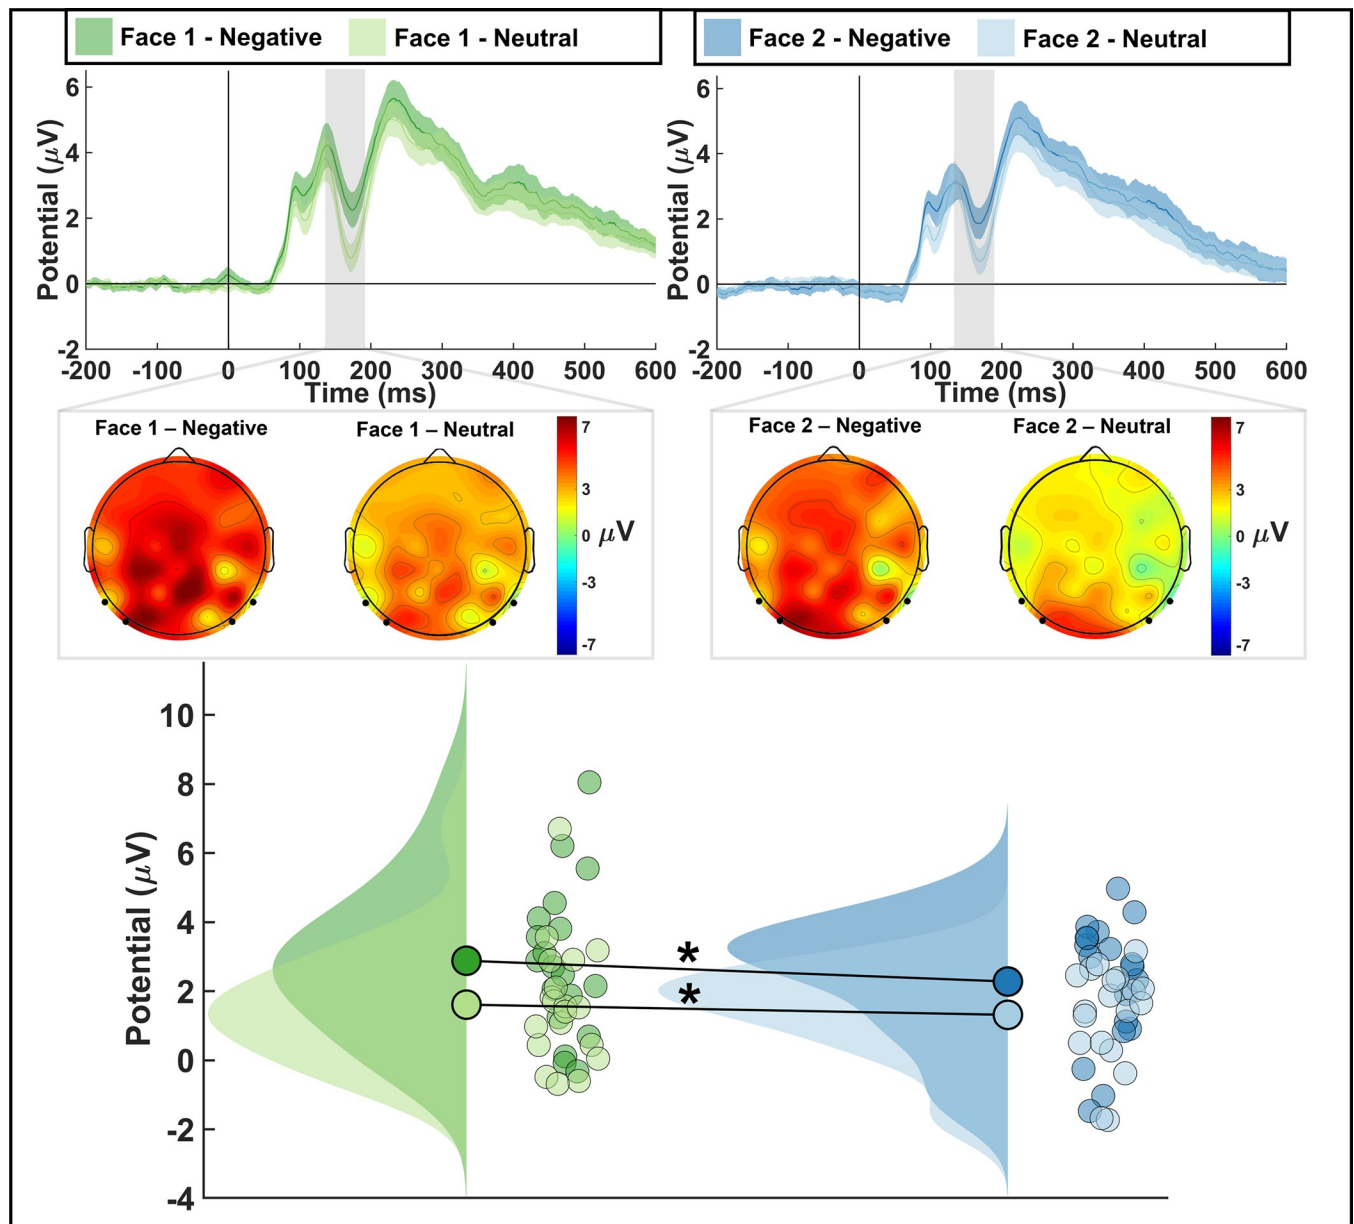 Face 1 - Negative Face 1 - Neutral
Face 2 - Negative Face 2 - Neutral
Potential (μV)
6
4
2
0
-2
-200 -100 0 100 200 300 400 500 600
Time (ms)
Potential (μV)
6
4
2
0
-2
-200 -100 0 100 200 300 400 500 600
Time (ms)
Face 1 – Negative
Face 1 – Neutral
7
3
0 μV
-3
-7
Face 2 – Negative
Face 2 – Neutral
7
3
0 μV
-3
-7
Potential (μV)
10
8
6
4
2
0
-2
-4
*
*